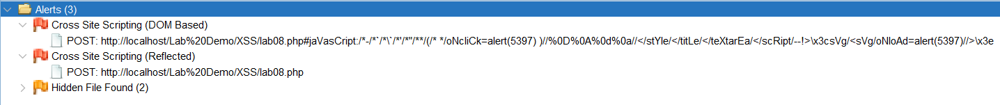 Alerts (3)
Cross Site Scripting (DOM Based)
POST: http://localhost/Lab%20Demo/XSS/lab08.php#jaVasCript:/*-/*`/*\`/*'/*"/**/(/* */oNcliCk=alert(5397) )//%0D%0A%0d%0a//</stYle/</titLe/</teXtarEa/</scRipt/--!>\x3csVg/<sVg/oNloAd=alert(5397)//>\x3e
Cross Site Scripting (Reflected)
POST: http://localhost/Lab%20Demo/XSS/lab08.php
Hidden File Found (2)